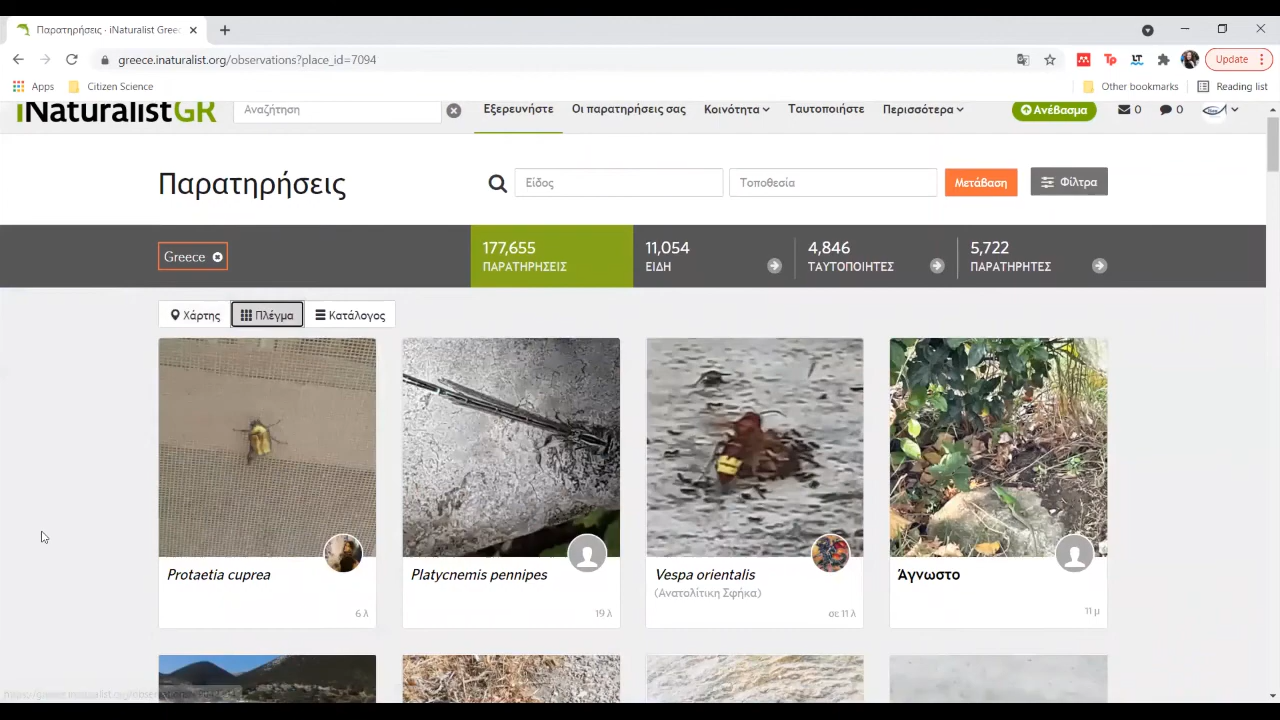 Παρατηρήσεις · iNaturalist Greec
greece.inaturalist.org/observations?place_id=7094
Update
Apps
Citizen Science
Other bookmarks
Reading list
iNaturalistGR
Αναζήτηση
Εξερευνήστε
Οι παρατηρήσεις σας
Κοινότητα
Ταυτοποιήστε
Περισσότερα
Ανέβασμα
0
0
Παρατηρήσεις
Είδος
Τοποθεσία
Μετάβαση
Φίλτρα
Greece
177,655
ΠΑΡΑΤΗΡΗΣΕΙΣ
11,054
ΕΙΔΗ
4,846
ΤΑΥΤΟΠΟΙΗΤΕΣ
5,722
ΠΑΡΑΤΗΡΗΤΕΣ
Χάρτης
Πλέγμα
Κατάλογος
Protaetia cuprea
6 λ
Platycnemis pennipes
19 λ
Vespa orientalis
(Ανατολίτικη Σφήκα)
σε 11 λ
Άγνωστο
11 μ